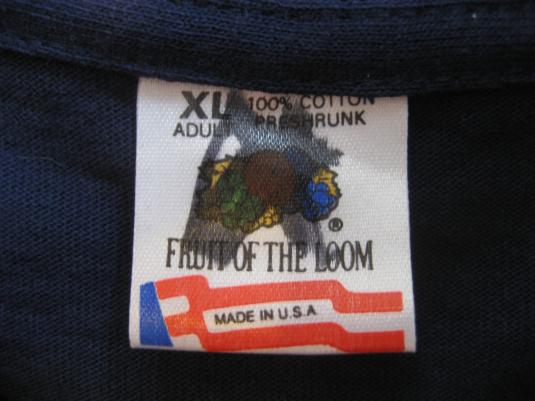 XL 100% COTTON
ADULT PRESHRUNK
®
FRUIT OF THE LOOM
MADE IN U.S.A